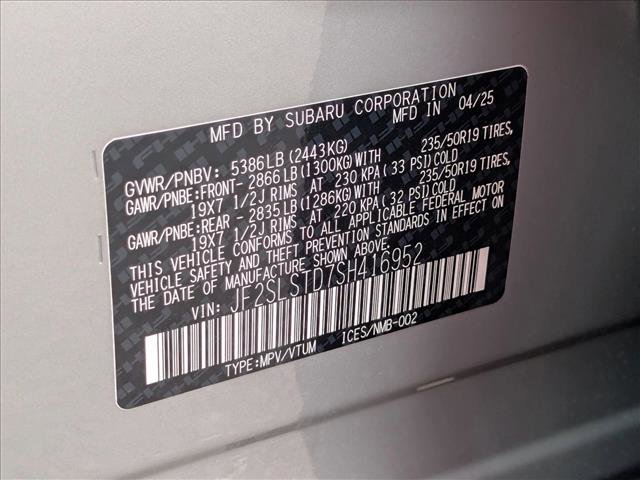 MFD BY SUBARU CORPORATION
MFD IN 04/25
GVWR/PNBV: 5386LB(2443KG)
GAWR/PNBE:FRONT- 2866LB(1300KG)WITH 235/50R19 TIRES,
19X7 1/2J RIMS AT 230 KPA(33 PSI)COLD
GAWR/PNBE:REAR - 2835LB(1286KG)WITH 235/50R19 TIRES,
19X7 1/2J RIMS AT 220 KPA(32 PSI)COLD
THIS VEHICLE CONFORMS TO ALL APPLICABLE FEDERAL MOTOR
VEHICLE SAFETY AND THEFT PREVENTION STANDARDS IN EFFECT ON
THE DATE OF MANUFACTURE SHOWN ABOVE.
VIN: JF2SLSTD7SH416952
TYPE:MPV/VTUM ICES/NMB-002